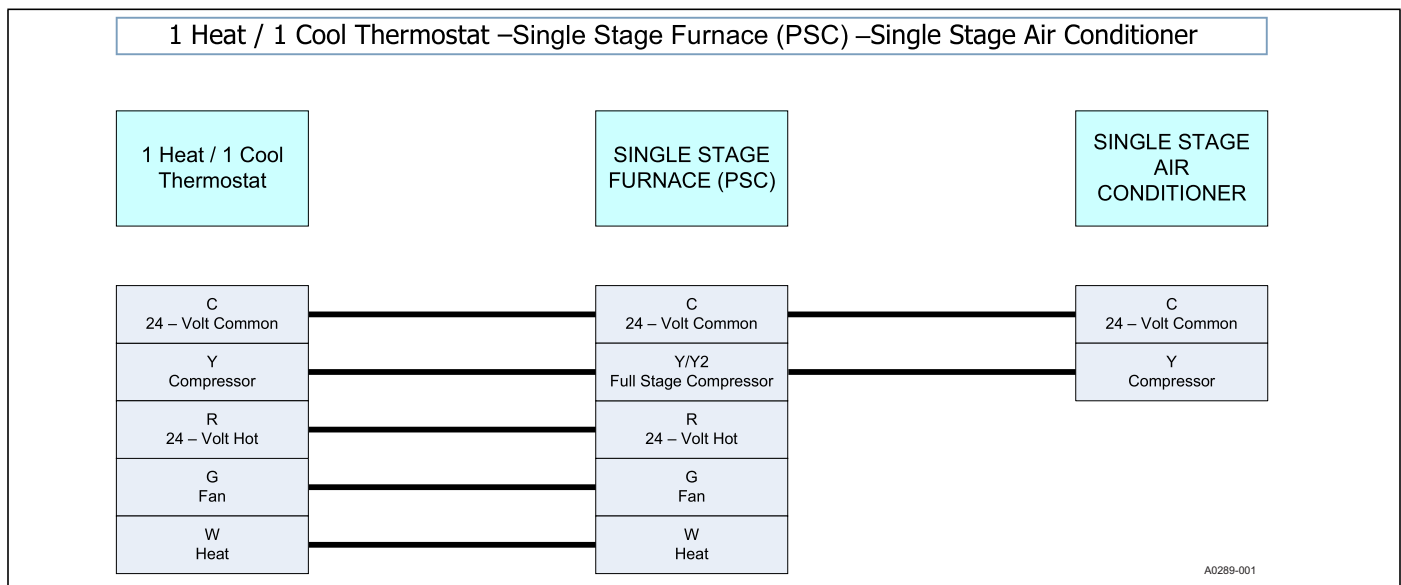 1 Heat / 1 Cool Thermostat –Single Stage Furnace (PSC) –Single Stage Air Conditioner
1 Heat / 1 Cool
Thermostat
SINGLE STAGE
FURNACE (PSC)
SINGLE STAGE
AIR
CONDITIONER
C
24 – Volt Common
C
24 – Volt Common
C
24 – Volt Common
Y
Compressor
Y/Y2
Full Stage Compressor
Y
Compressor
R
24 – Volt Hot
R
24 – Volt Hot
G
Fan
G
Fan
W
Heat
W
Heat
A0289-001